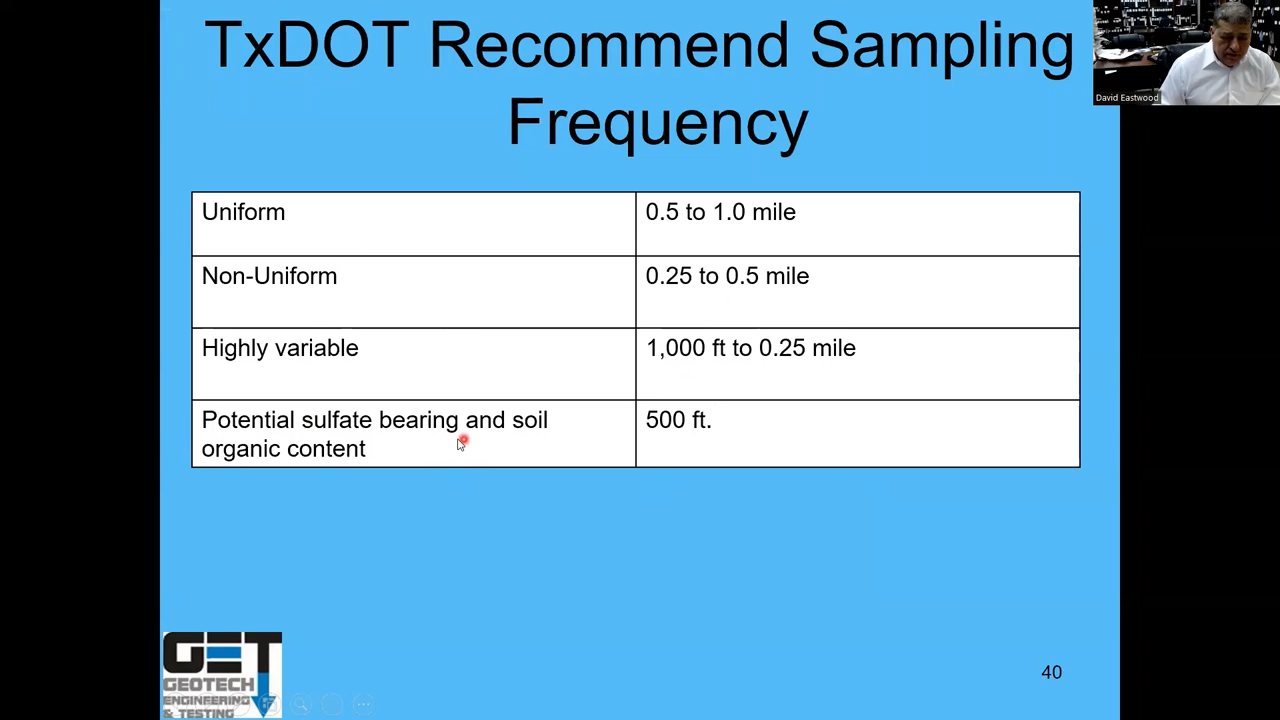 TxDOT Recommend Sampling
Frequency
David Eastwood
Uniform
0.5 to 1.0 mile
Non-Uniform
0.25 to 0.5 mile
Highly variable
1,000 ft to 0.25 mile
Potential sulfate bearing and soil
organic content
500 ft.
GET
GEOTECH
ENGINEERING
& TESTING
40